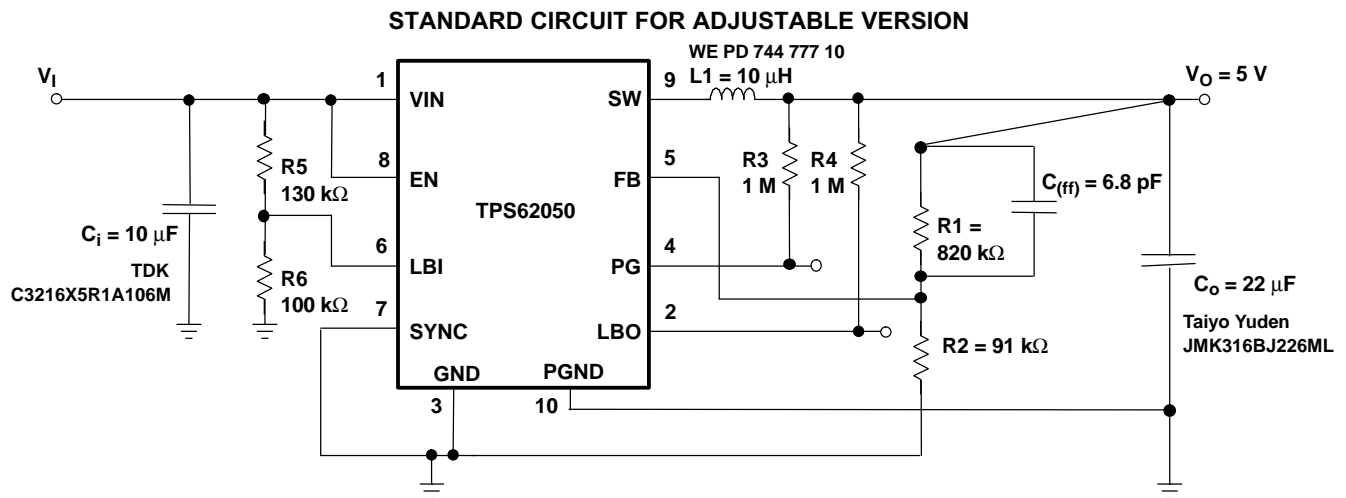 STANDARD CIRCUIT FOR ADJUSTABLE VERSION
WE PD 744 777 10
L1 = 10 μH
V_I
V_O = 5 V
1
VIN
SW
9
8
EN
FB
5
R5
130 kΩ
R3
1 M
R4
1 M
C_(ff) = 6.8 pF
TPS62050
C_i = 10 μF
TDK
C3216X5R1A106M
6
LBI
PG
4
R1 =
820 kΩ
R6
100 kΩ
7
SYNC
LBO
2
C_o = 22 μF
Taiyo Yuden
JMK316BJ226ML
R2 = 91 kΩ
GND
PGND
3
10